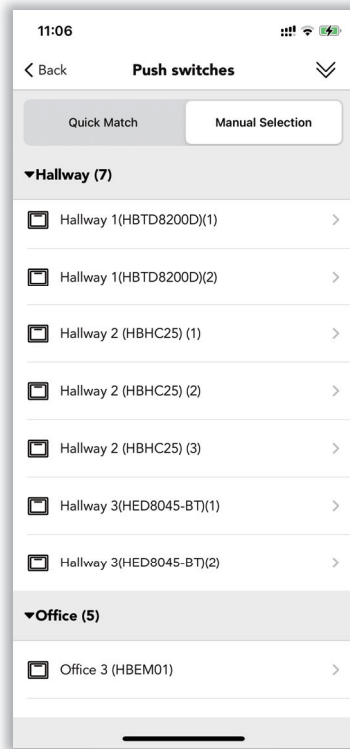 11:06
Back
Push switches
Quick Match
Manual Selection
Hallway (7)
Hallway 1(HBTD8200D)(1)
Hallway 1(HBTD8200D)(2)
Hallway 2 (HBHC25) (1)
Hallway 2 (HBHC25) (2)
Hallway 2 (HBHC25) (3)
Hallway 3(HED8045-BT)(1)
Hallway 3(HED8045-BT)(2)
Office (5)
Office 3 (HBEM01)